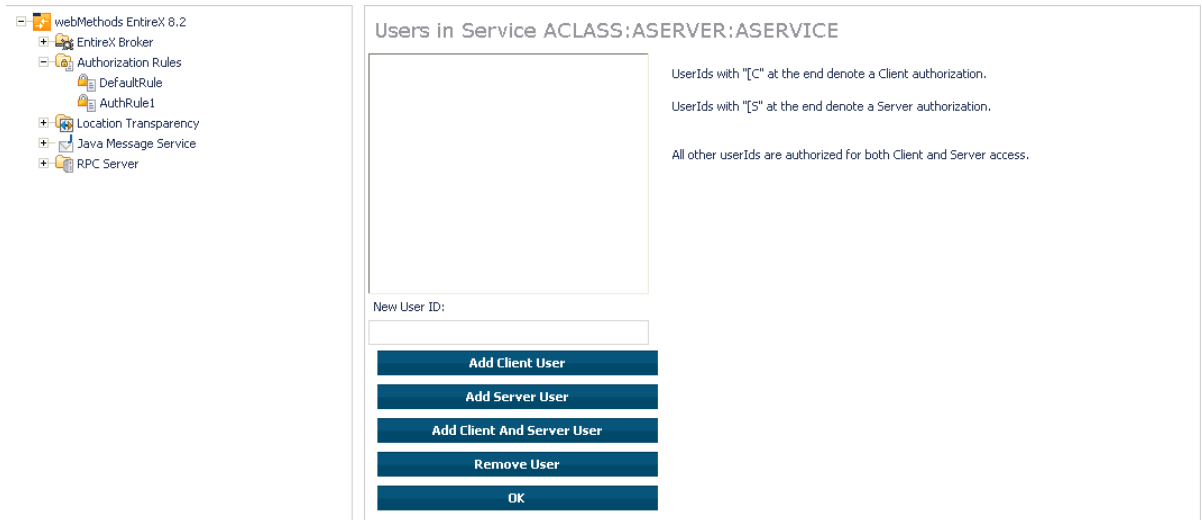 webMethods EntireX 8.2
EntireX Broker
Authorization Rules
DefaultRule
AuthRule1
Location Transparency
Java Message Service
RPC Server
Users in Service ACLASS:ASERVER:ASERVICE
UserIds with "[C" at the end denote a Client authorization.
UserIds with "[S" at the end denote a Server authorization.
All other userIds are authorized for both Client and Server access.
New User ID:
Add Client User
Add Server User
Add Client And Server User
Remove User
OK